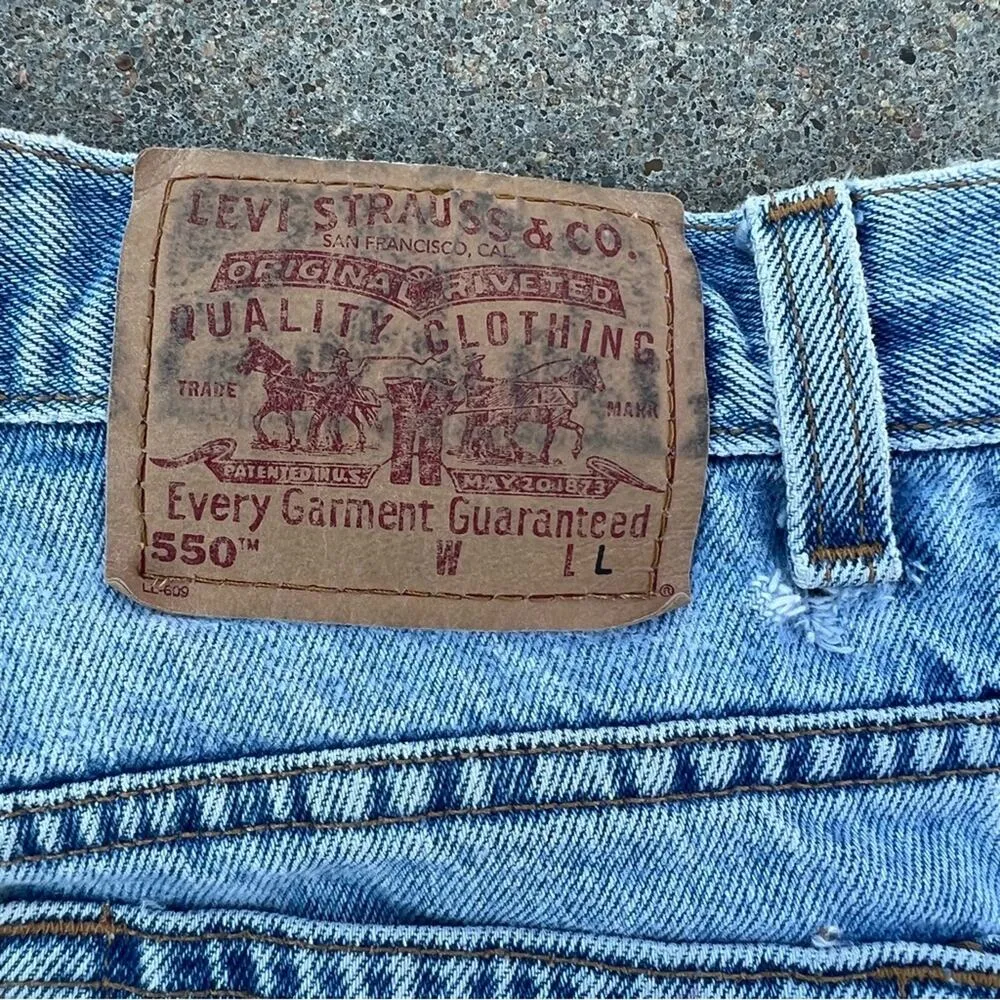 LEVI STRAUSS & CO.
SAN FRANCISCO, CAL.
ORIGINAL RIVETED
QUALITY CLOTHING
TRADE MARK
PATENTED IN U.S. MAY 20 1873
Every Garment Guaranteed
550™ W L L
LL-609 ®